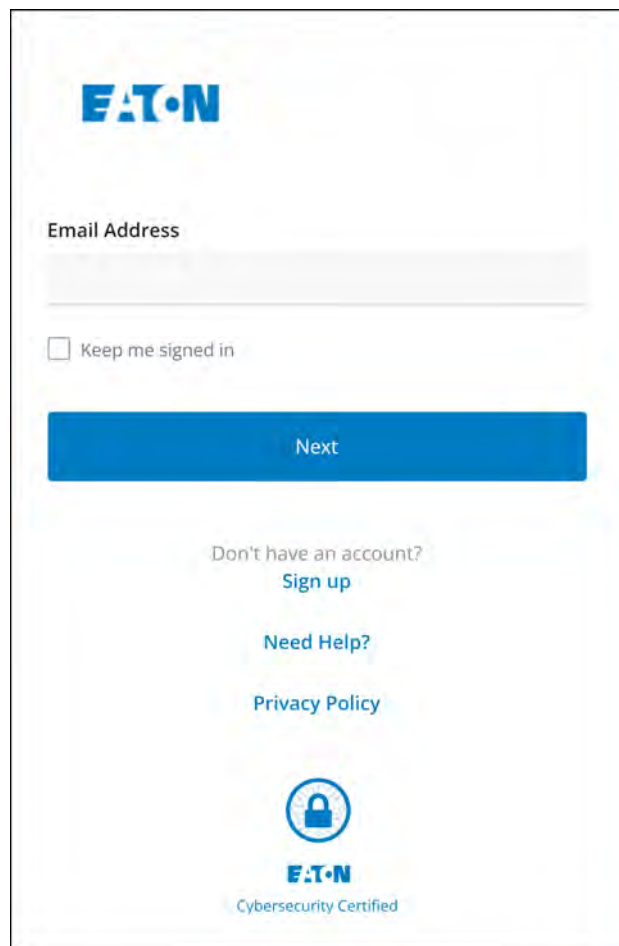 EATON
Email Address
Keep me signed in
Next
Don't have an account?
Sign up
Need Help?
Privacy Policy
EATON
Cybersecurity Certified